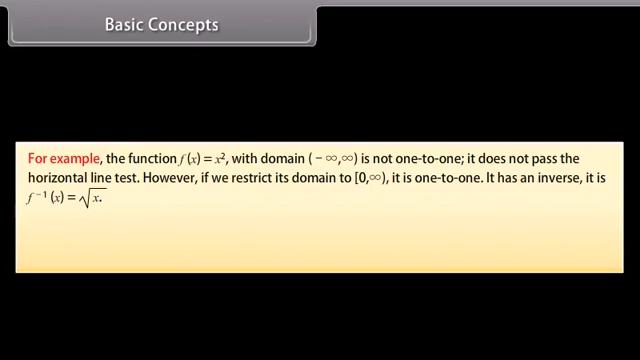 Basic Concepts
For example, the function f (x) = x², with domain (− ∞,∞) is not one-to-one; it does not pass the
horizontal line test. However, if we restrict its domain to [0,∞), it is one-to-one. It has an inverse, it is
f ⁻¹ (x) = √x.